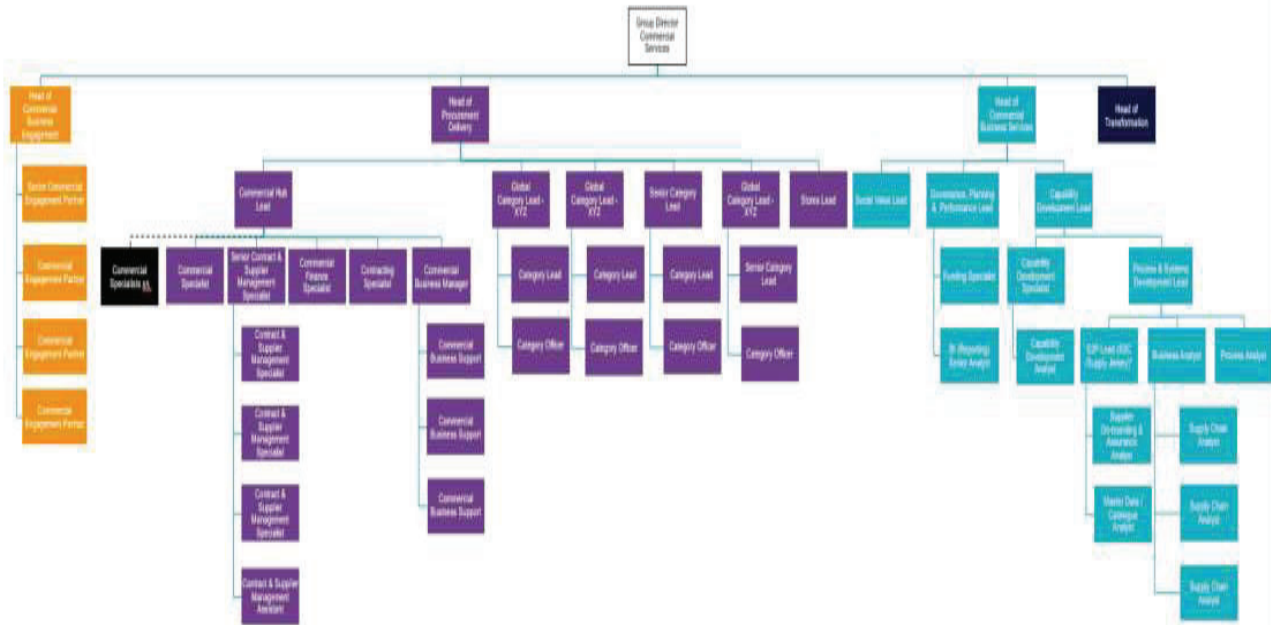 Group Director
Commercial
Services
Head of
Commercial
Business
Engagement
Head of
Procurement
Delivery
Head of
Commercial
Business Services
Head of
Transformation
Senior Commercial
Engagement Partner
Commercial
Engagement Partner
Commercial
Engagement Partner
Commercial
Engagement Partner
Commercial Hub
Lead
Global
Category Lead -
XYZ
Global
Category Lead -
XYZ
Senior Category
Lead
Global
Category Lead -
XYZ
Stores Lead
Social Value Lead
Governance, Planning
& Performance Lead
Capability
Development Lead
Commercial
Specialists
Commercial
Specialist
Senior Contract &
Supplier
Management
Specialist
Commercial
Finance
Specialist
Contracting
Specialist
Commercial
Business Manager
Category Lead
Category Lead
Category Lead
Senior Category
Lead
Funding Specialist
Capability
Development
Specialist
Process & Systems
Development Lead
Contract &
Supplier
Management
Specialist
Commercial
Business Support
Category Officer
Category Officer
Category Officer
Category Officer
BI (Reporting)
Analyst
Capability
Development
Analyst
Business Analyst
Process Analyst
Contract &
Supplier
Management
Specialist
Commercial
Business Support
Supplier
On-boarding &
Assurance
Analyst
Supply Chain
Analyst
Contract &
Supplier
Management
Specialist
Commercial
Business Support
Master Data /
Catalogue
Analyst
Supply Chain
Analyst
Contract & Supplier
Management
Assistant
Supply Chain
Analyst